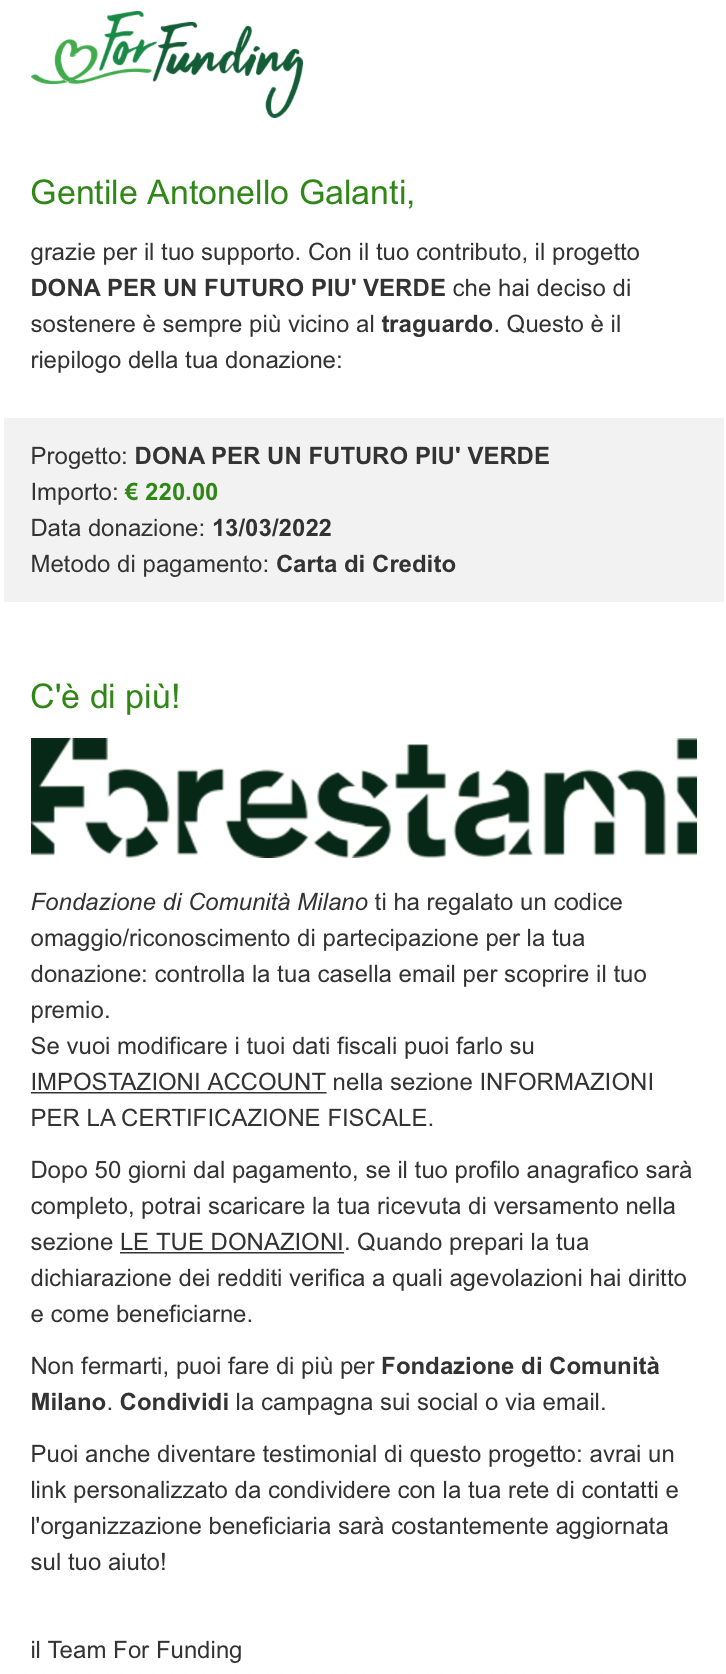 ForFunding
Gentile Antonello Galanti,
grazie per il tuo supporto. Con il tuo contributo, il progetto
DONA PER UN FUTURO PIU' VERDE che hai deciso di
sostenere è sempre più vicino al traguardo. Questo è il
riepilogo della tua donazione:
Progetto: DONA PER UN FUTURO PIU' VERDE
Importo: € 220.00
Data donazione: 13/03/2022
Metodo di pagamento: Carta di Credito
C'è di più!
Forestami
Fondazione di Comunità Milano ti ha regalato un codice
omaggio/riconoscimento di partecipazione per la tua
donazione: controlla la tua casella email per scoprire il tuo
premio.
Se vuoi modificare i tuoi dati fiscali puoi farlo su
IMPOSTAZIONI ACCOUNT nella sezione INFORMAZIONI
PER LA CERTIFICAZIONE FISCALE.
Dopo 50 giorni dal pagamento, se il tuo profilo anagrafico sarà
completo, potrai scaricare la tua ricevuta di versamento nella
sezione LE TUE DONAZIONI. Quando prepari la tua
dichiarazione dei redditi verifica a quali agevolazioni hai diritto
e come beneficiarne.
Non fermarti, puoi fare di più per Fondazione di Comunità
Milano. Condividi la campagna sui social o via email.
Puoi anche diventare testimonial di questo progetto: avrai un
link personalizzato da condividere con la tua rete di contatti e
l'organizzazione beneficiaria sarà costantemente aggiornata
sul tuo aiuto!
il Team For Funding